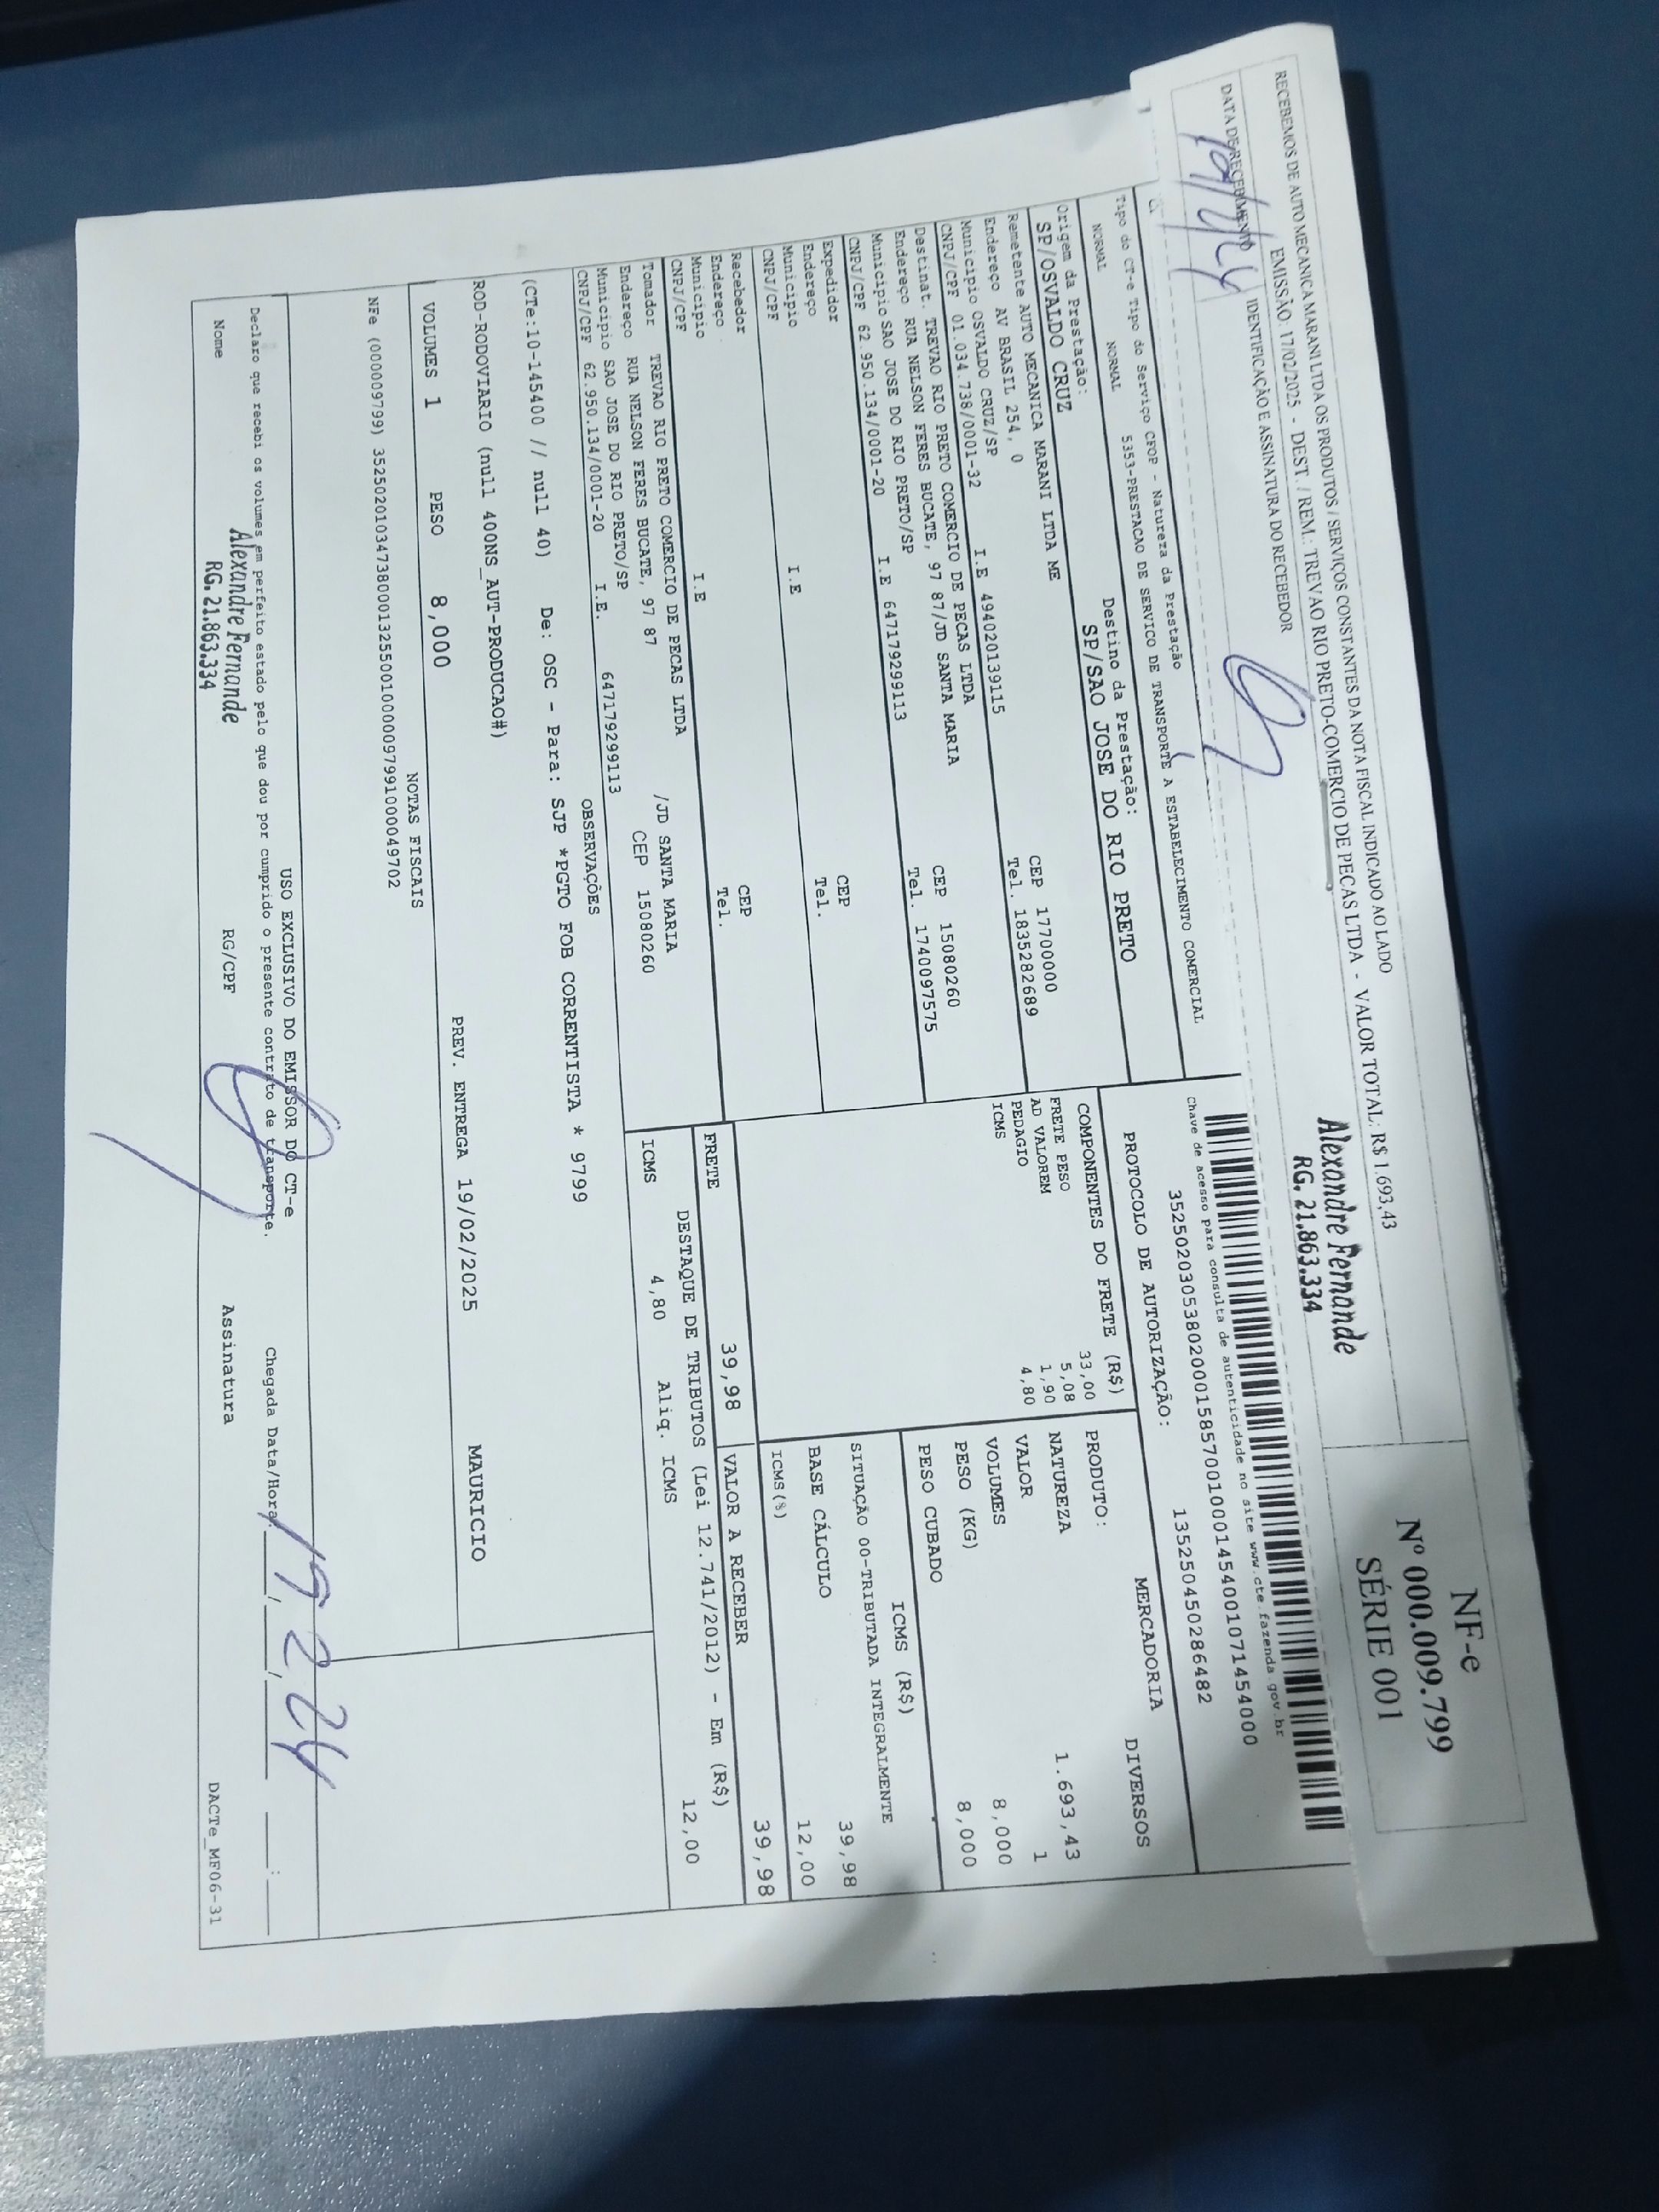 RECEBEMOS DE AUTO MECANICA MARANI LTDA OS PRODUTOS / SERVIÇOS CONSTANTES DA NOTA FISCAL INDICADO AO LADO
EMISSÃO: 17/02/2025 - DEST. / REM.: TREVAO RIO PRETO-COMERCIO DE PECAS LTDA - VALOR TOTAL: R$ 1.693,43
DATA DE RECEBIMENTO
IDENTIFICAÇÃO E ASSINATURA DO RECEBEDOR
Alexandre Fernande
RG. 21.863.334
NF-e
Nº 000.009.799
SÉRIE 001
Tipo do CT-e Tipo do Serviço CFOP - Natureza da Prestação
NORMAL NORMAL 5353-PRESTACAO DE SERVICO DE TRANSPORTE A ESTABELECIMENTO COMERCIAL
Origem da Prestação: Destino da Prestação:
SP/OSVALDO CRUZ SP/SAO JOSE DO RIO PRETO
Remetente AUTO MECANICA MARANI LTDA ME
Endereço AV BRASIL 254, 0 CEP 17700000
Municipio OSVALDO CRUZ/SP Tel. 1835282689
CNPJ/CPF 01.034.738/0001-32 I.E 494020139115
Destinat. TREVAO RIO PRETO COMERCIO DE PECAS LTDA
Endereço RUA NELSON FERES BUCATE, 97 87/JD SANTA MARIA CEP 15080260
Municipio SAO JOSE DO RIO PRETO/SP Tel. 1740097575
CNPJ/CPF 62.950.134/0001-20 I.E 647179299113
Expedidor
Endereço CEP
Municipio Tel.
CNPJ/CPF I.E
Recebedor
Endereço CEP
Municipio Tel.
CNPJ/CPF I.E
Tomador TREVAO RIO PRETO COMERCIO DE PECAS LTDA
Endereço RUA NELSON FERES BUCATE, 97 87 /JD SANTA MARIA
Municipio SAO JOSE DO RIO PRETO/SP CEP 15080260
CNPJ/CPF 62.950.134/0001-20 I.E. 647179299113
Chave de acesso para consulta de autenticidade no site www.cte.fazenda.gov.br
35250203053802000158570010001454001071454000
PROTOCOLO DE AUTORIZAÇÃO: 135250450286482
COMPONENTES DO FRETE (R$)
FRETE PESO 33,00
AD VALOREM 5,08
PEDAGIO 1,90
ICMS 4,80
MERCADORIA
PRODUTO: DIVERSOS
NATUREZA
VALOR 1.693,43
VOLUMES 1
PESO (KG) 8,000
PESO CUBADO 8,000
ICMS (R$)
SITUAÇÃO 00-TRIBUTADA INTEGRALMENTE
BASE CÁLCULO 39,98
ICMS(%) 12,00
FRETE 39,98 VALOR A RECEBER 39,98
DESTAQUE DE TRIBUTOS (Lei 12.741/2012) - Em (R$)
ICMS 4,80 Aliq. ICMS 12,00
OBSERVAÇÕES
(CTe:10-145400 // null 40) De: OSC - Para: SJP *PGTO FOB CORRENTISTA * 9799
ROD-RODOVIARIO (null 400NS_AUT-PRODUCAO#)
VOLUMES 1 PESO 8,000 PREV. ENTREGA 19/02/2025 MAURICIO
NOTAS FISCAIS
NFe (000009799) 35250201034738000132550010000097991000049702
USO EXCLUSIVO DO EMISSOR DO CT-e
Declaro que recebi os volumes em perfeito estado pelo que dou por cumprido o presente contrato de transporte.
Chegada Data/Hora: 19/2/24
Nome RG/CPF Assinatura
Alexandre Fernande
RG. 21.863.334
DACTe_MF06-31